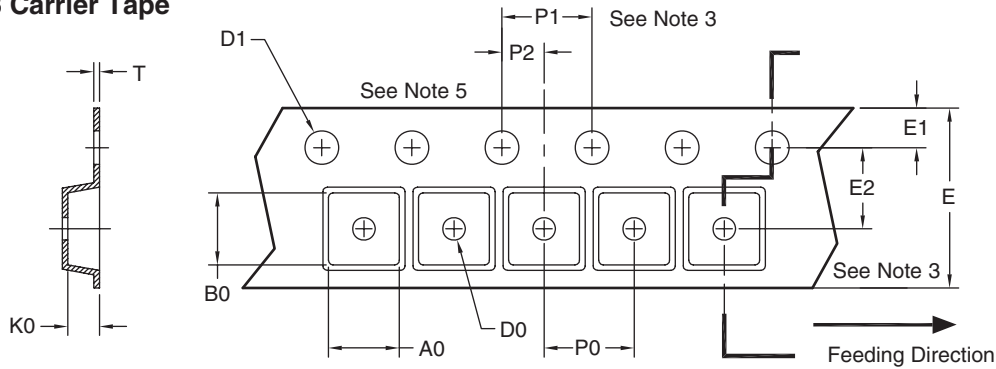 Carrier Tape
P1
See Note 3
D1
P2
T
See Note 5
E1
E2
E
B0
See Note 3
K0
D0
A0
P0
Feeding Direction